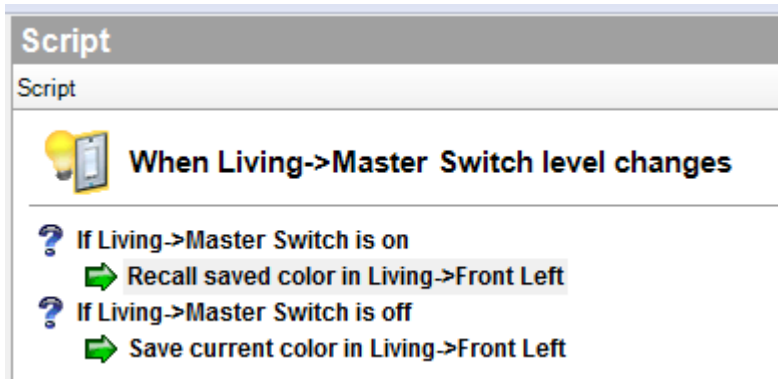 Script
Script
When Living->Master Switch level changes
If Living->Master Switch is on
Recall saved color in Living->Front Left
If Living->Master Switch is off
Save current color in Living->Front Left